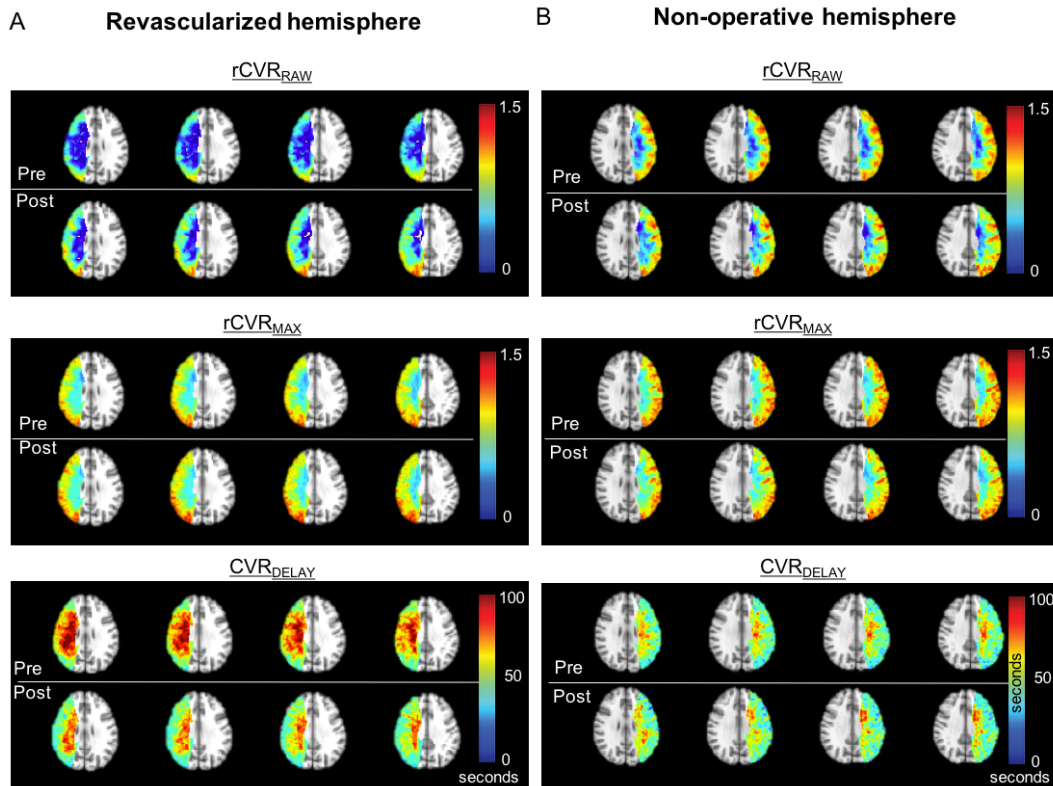 A
Revascularized hemisphere
rCVRRAW
1.5
Pre
Post
0
rCVRMAX
1.5
Pre
Post
0
CVRDELAY
100
Pre
50
Post
0
seconds
B
Non-operative hemisphere
rCVRRAW
1.5
Pre
Post
0
rCVRMAX
1.5
Pre
Post
0
CVRDELAY
100
Pre
50
seconds
Post
0
seconds